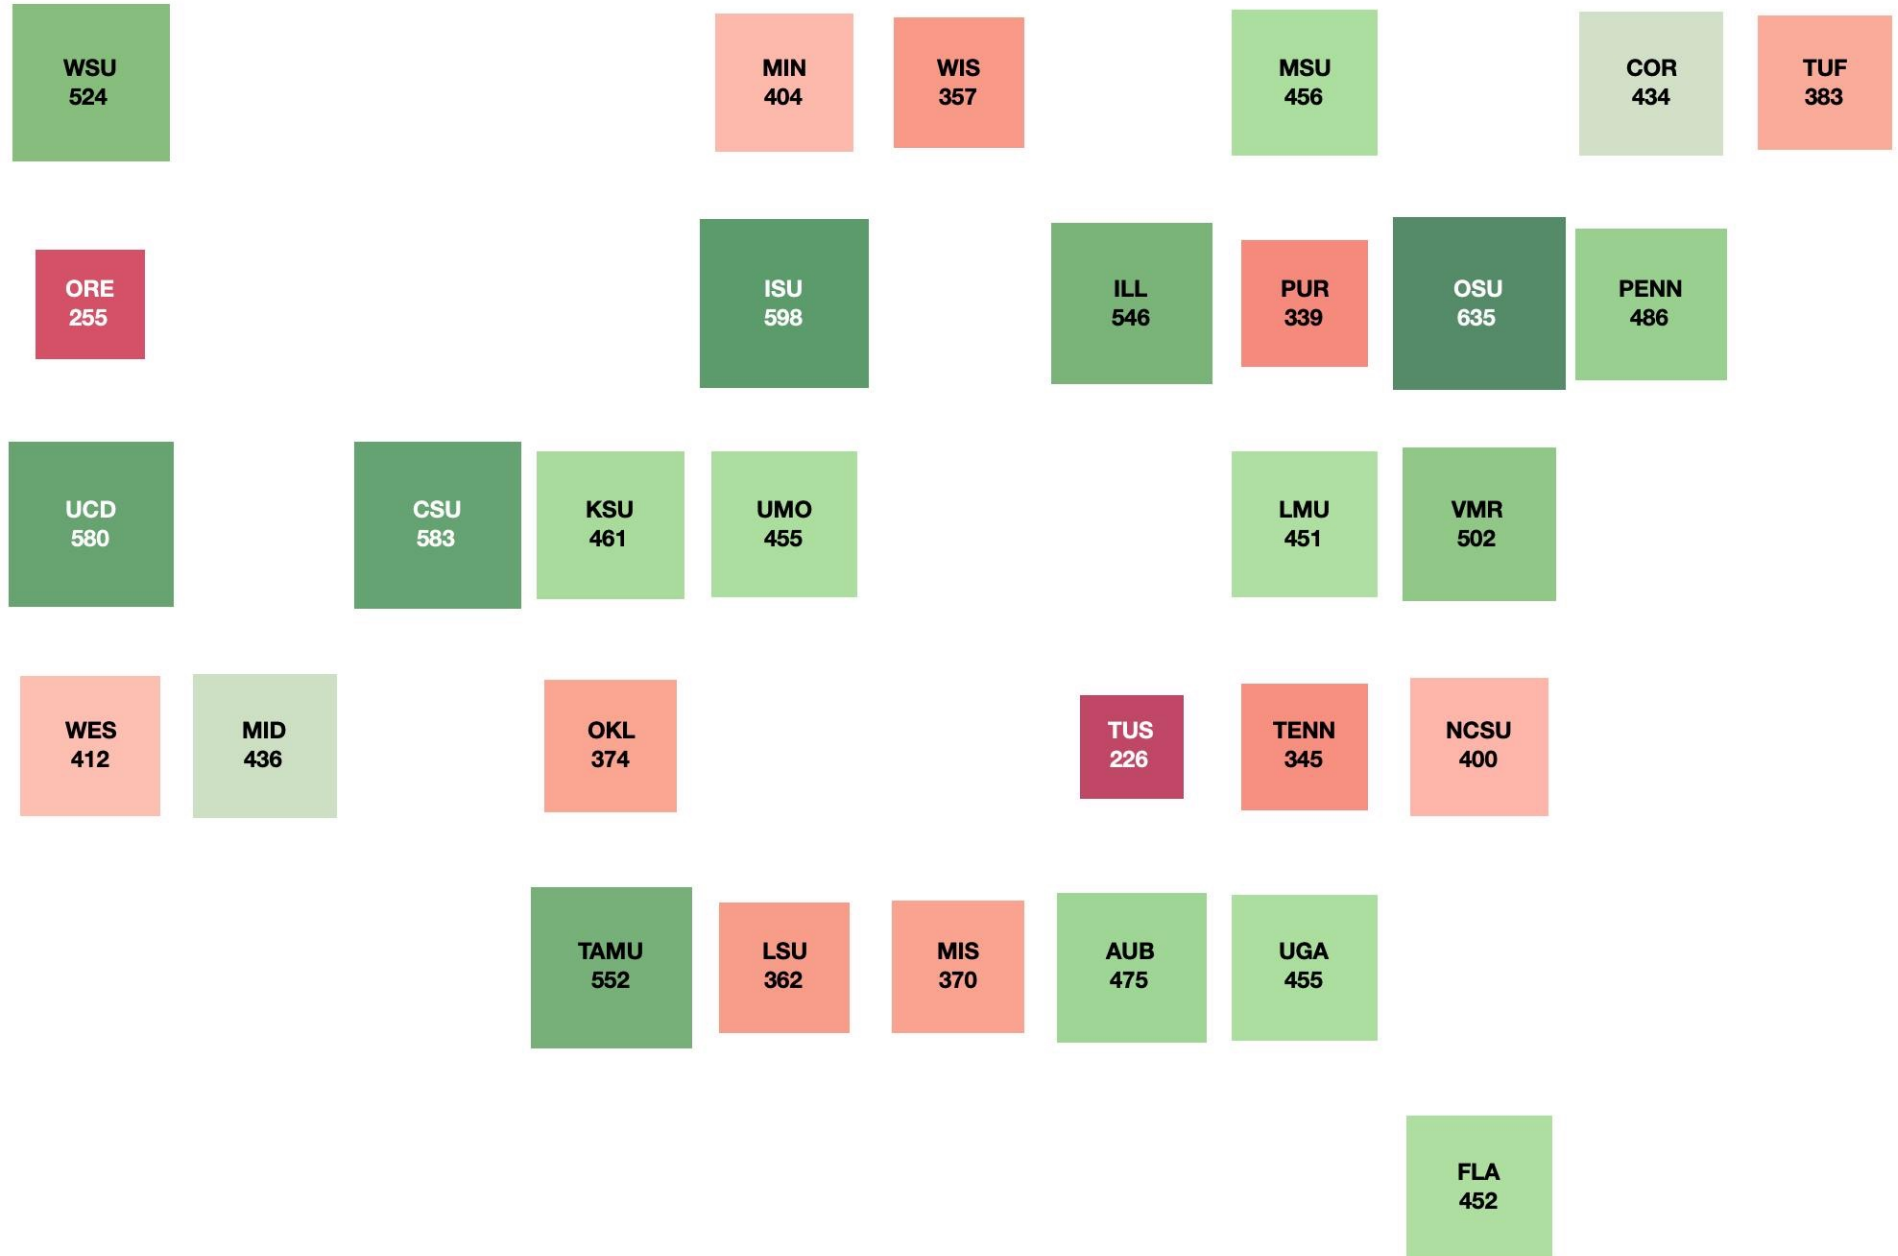 WSU
524
MIN
404
WIS
357
MSU
456
COR
434
TUF
383
ORE
255
ISU
598
ILL
546
PUR
339
OSU
635
PENN
486
UCD
580
CSU
583
KSU
461
UMO
455
LMU
451
VMR
502
WES
412
MID
436
OKL
374
TUS
226
TENN
345
NCSU
400
TAMU
552
LSU
362
MIS
370
AUB
475
UGA
455
FLA
452